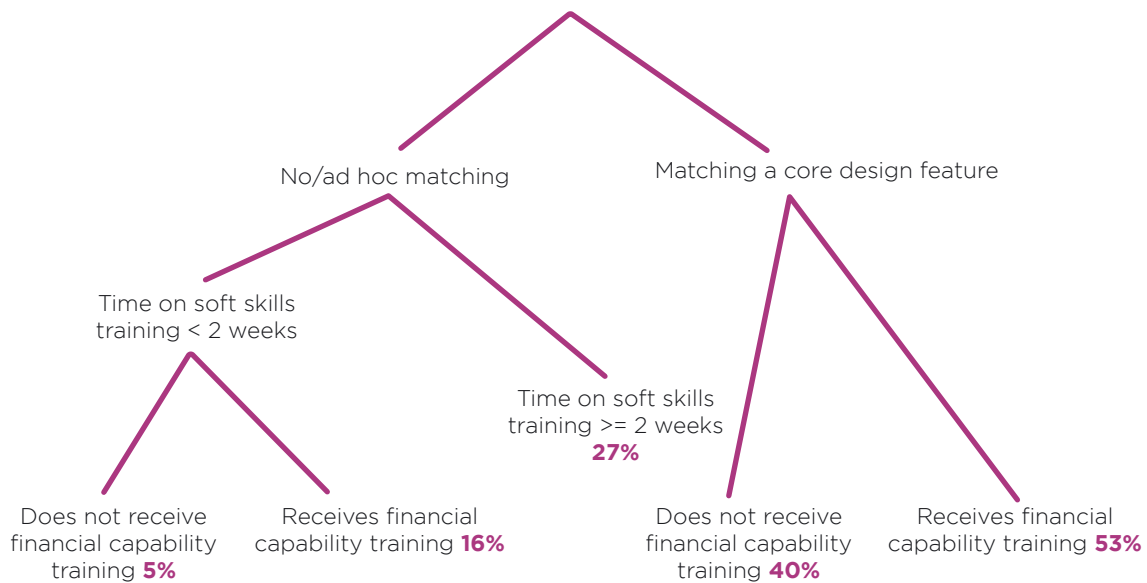 No/ad hoc matching
Matching a core design feature
Time on soft skills
training < 2 weeks
Time on soft skills
training >= 2 weeks
27%
Does not receive
financial capability
training 5%
Receives financial
capability training 16%
Does not receive
financial capability
training 40%
Receives financial
capability training 53%